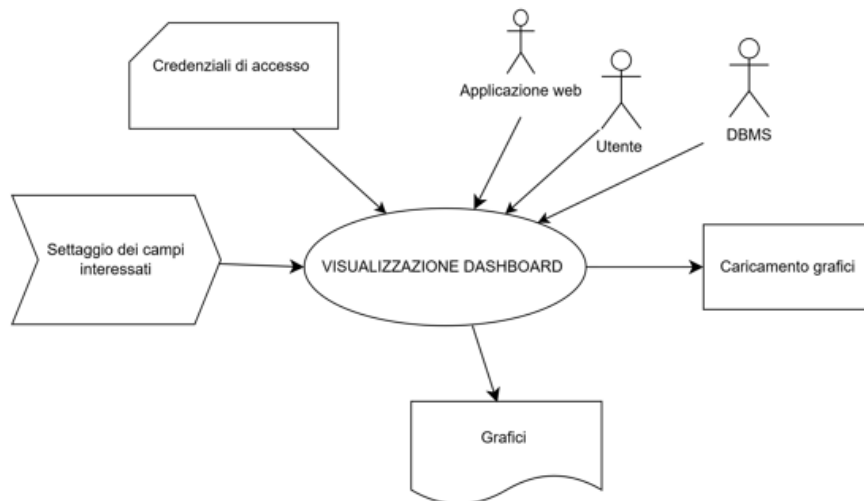 Credenziali di accesso
Applicazione web
Utente
DBMS
Settaggio dei campi
interessati
VISUALIZZAZIONE DASHBOARD
Caricamento grafici
Grafici